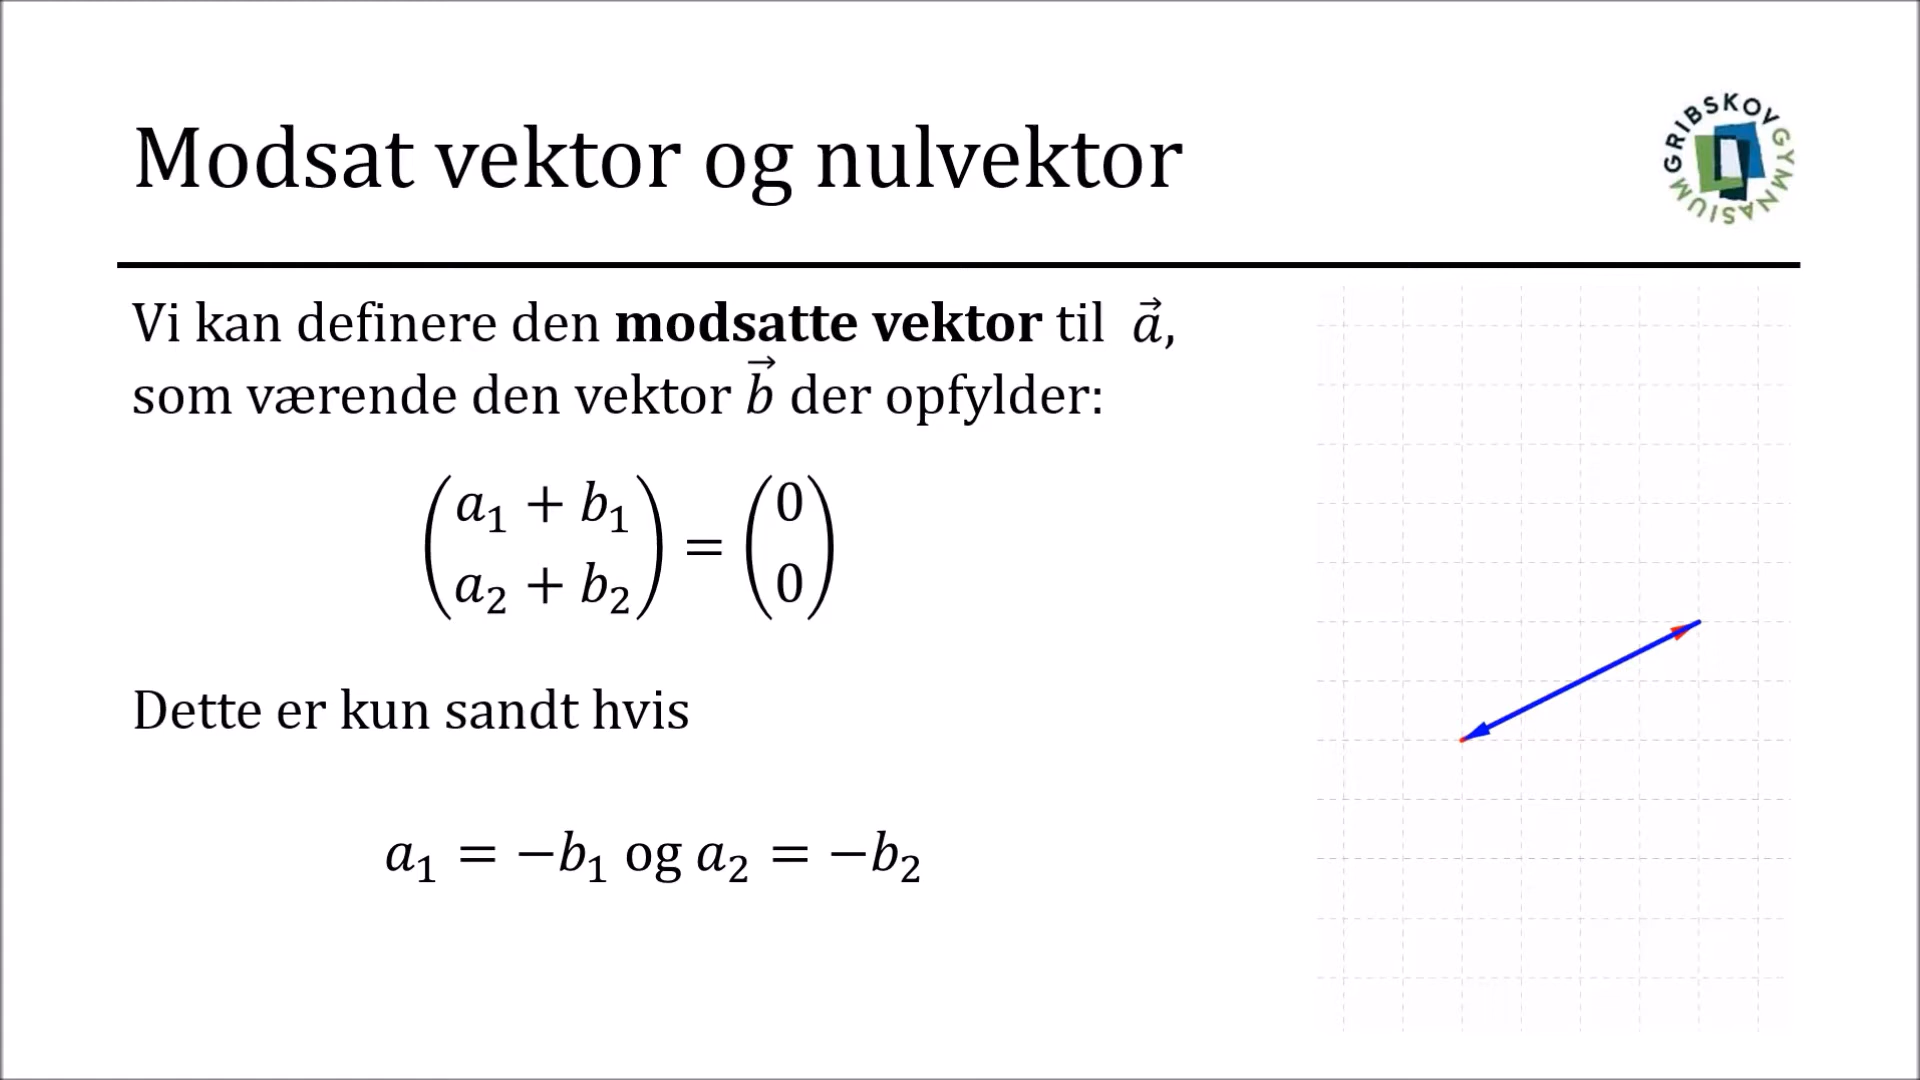 Modsat vektor og nulvektor
GRIBSKOV GYMNASIUM
Vi kan definere den modsatte vektor til a⃗,
som værende den vektor b⃗ der opfylder:
(a₁ + b₁) = (0)
(a₂ + b₂) (0)
Dette er kun sandt hvis
a₁ = −b₁ og a₂ = −b₂